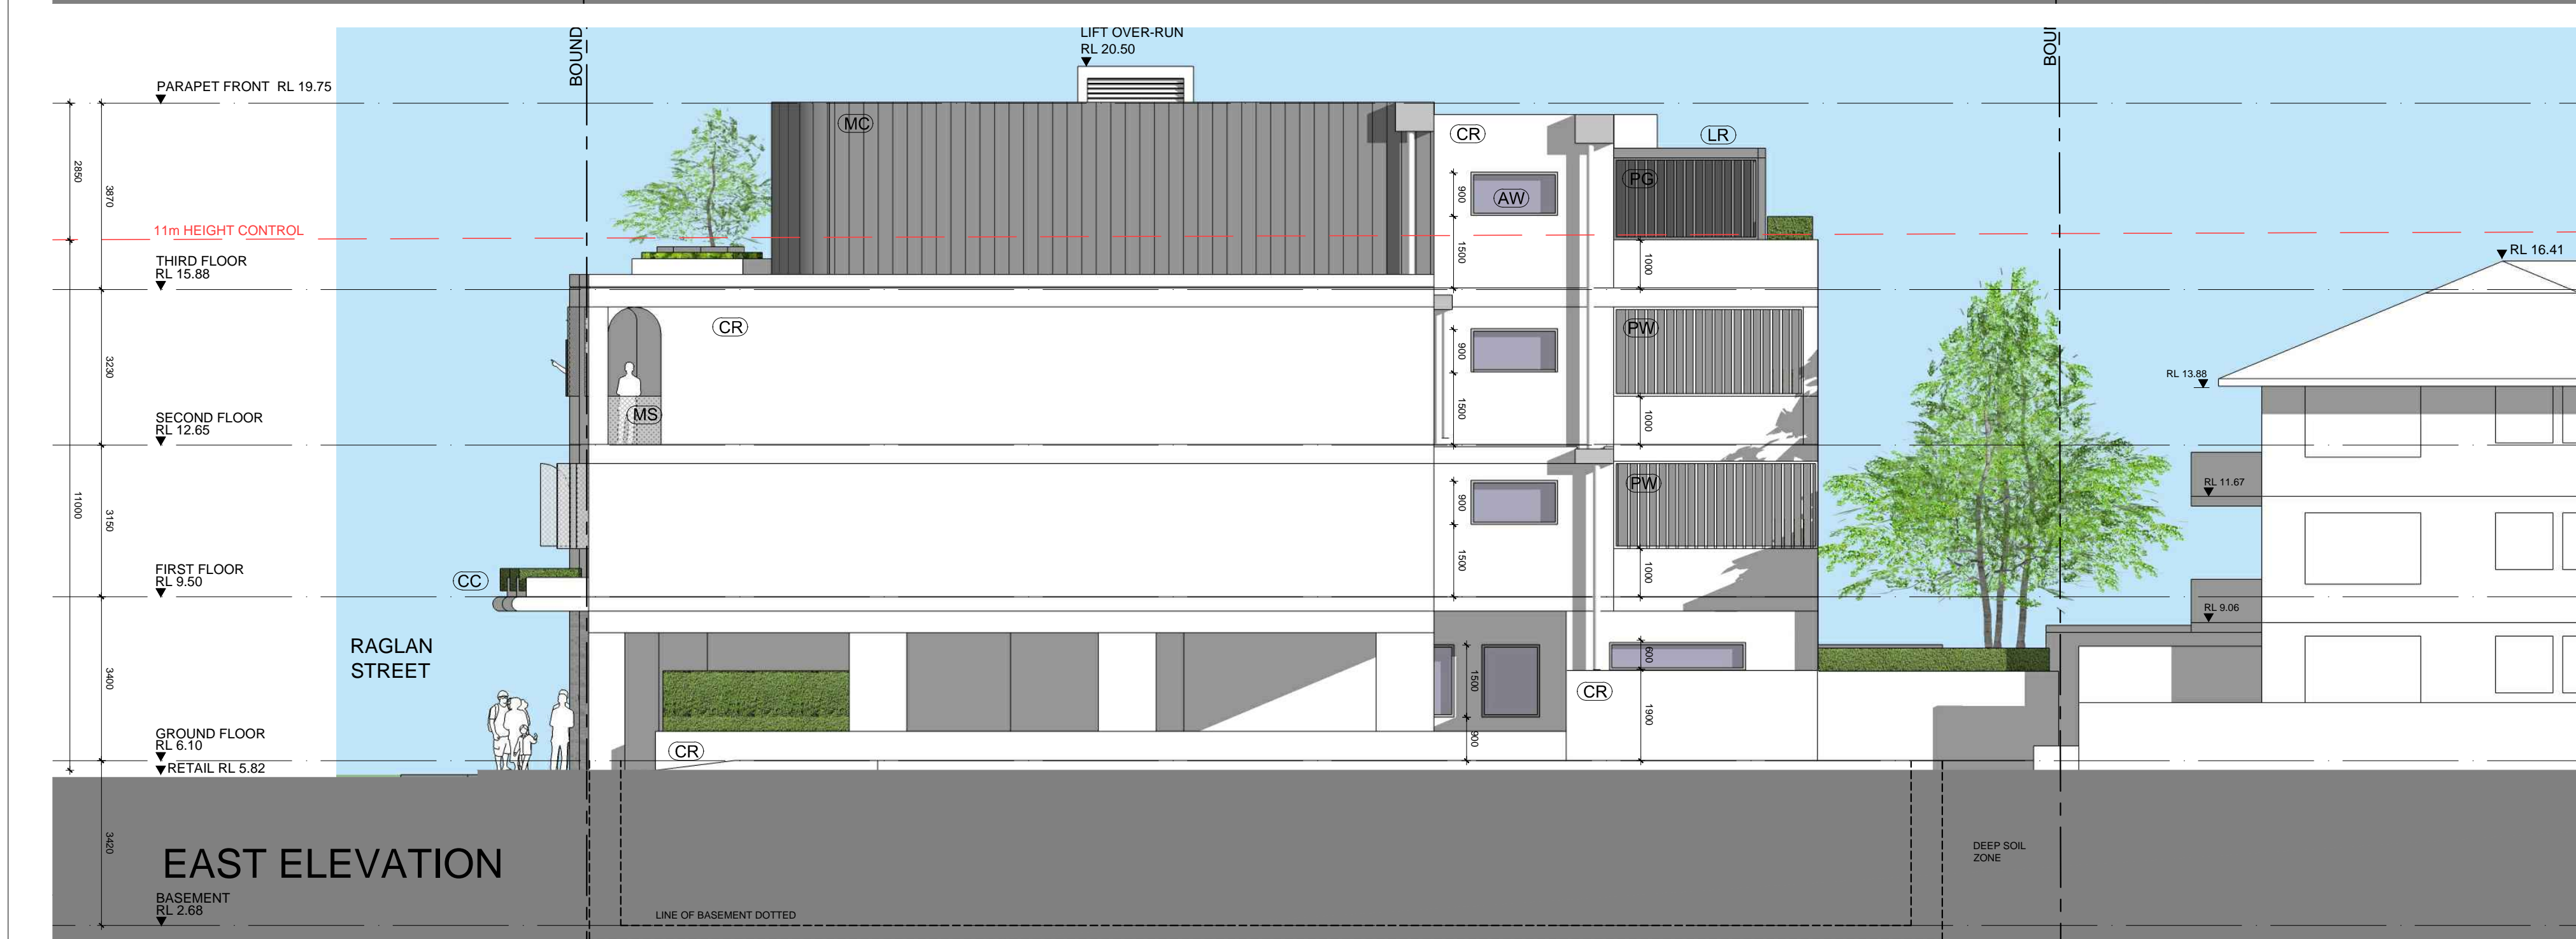 BOUND
LIFT OVER-RUN
RL 20.50
BOU
PARAPET FRONT RL 19.75
MC
CR
LR
2850
3870
900
AW
PG
11m HEIGHT CONTROL
1500
1000
THIRD FLOOR
RL 15.88
RL 16.41
CR
PW
900
3230
RL 13.88
MS
1500
1000
SECOND FLOOR
RL 12.65
PW
RL 11.67
11000
3150
900
1500
1000
FIRST FLOOR
RL 9.50
CC
RL 9.06
RAGLAN
STREET
3400
600
1500
CR
1900
GROUND FLOOR
RL 6.10
900
CR
RETAIL RL 5.82
3420
EAST ELEVATION
DEEP SOIL
ZONE
BASEMENT
RL 2.68
LINE OF BASEMENT DOTTED